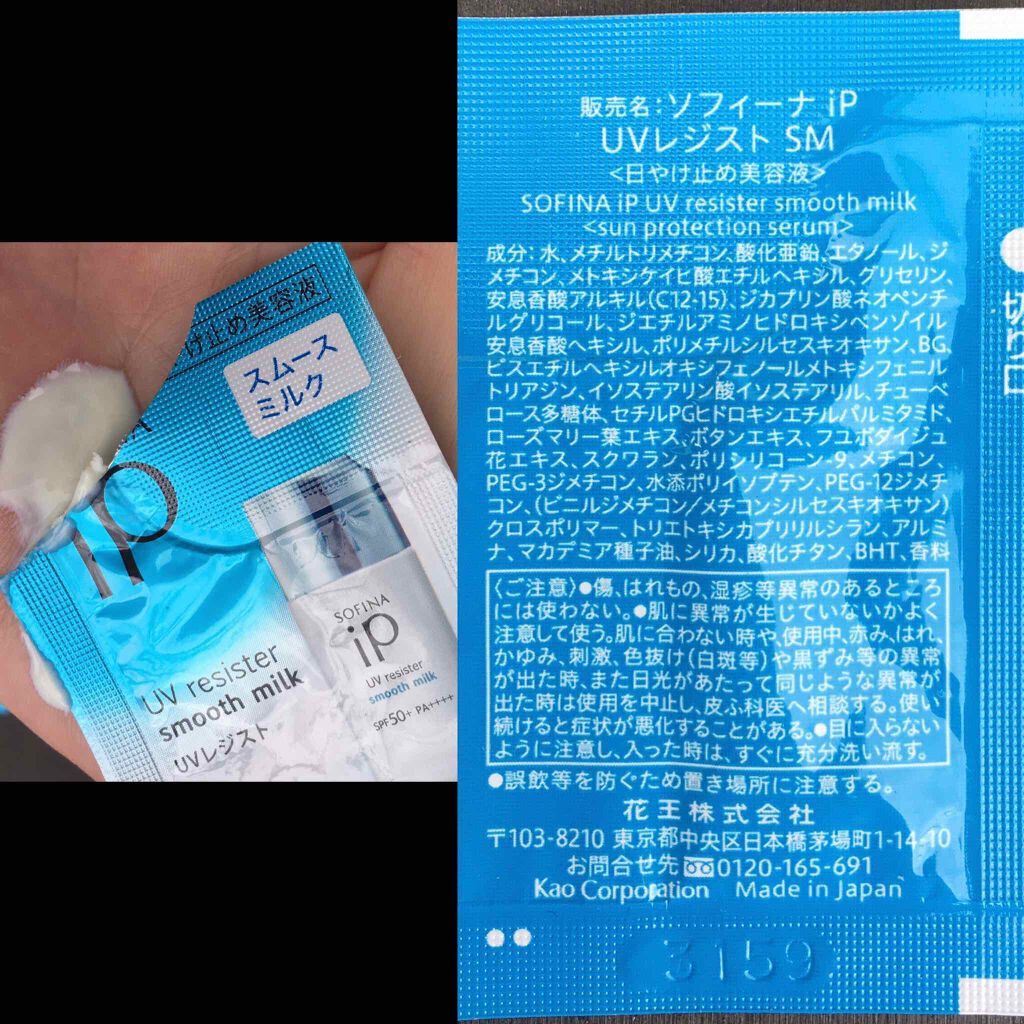 け止め美容液
スムース
ミルク
iP
SOFINA
iP
UV resister
smooth milk
SPF50+ PA++++
UV resister
smooth milk
UVレジスト
販売名:ソフィーナ iP
UVレジスト SM
<日やけ止め美容液>
SOFINA iP UV resister smooth milk
<sun protection serum>
成分:水、メチルトリメチコン、酸化亜鉛、エタノール、ジ
メチコン、メトキシケイヒ酸エチルヘキシル、グリセリン、
安息香酸アルキル(C12-15)、ジカプリン酸ネオペンチ
ルグリコール、ジエチルアミノヒドロキシベンゾイル
安息香酸ヘキシル、ポリメチルシルセスキオキサン、BG、
ビスエチルヘキシルオキシフェノールメトキシフェニル
トリアジン、イソステアリン酸イソステアリル、チューベ
ロース多糖体、セチルPGヒドロキシエチルパルミタミド、
ローズマリー葉エキス、ボタンエキス、フユボダイジュ
花エキス、スクワラン、ポリシリコーン-9、メチコン、
PEG-3ジメチコン、水添ポリイソブテン、PEG-12ジメチ
コン、(ビニルジメチコン/メチコンシルセスキオキサン)
クロスポリマー、トリエトキシカプリリルシラン、アルミ
ナ、マカデミア種子油、シリカ、酸化チタン、BHT、香料
〈ご注意〉●傷、はれもの、湿疹等異常のあるところ
には使わない。●肌に異常が生じていないかよく
注意して使う。肌に合わない時や、使用中、赤み、はれ、
かゆみ、刺激、色抜け(白斑等)や黒ずみ等の異常
が出た時、また日光があたって同じような異常が
出た時は使用を中止し、皮ふ科医へ相談する。使い
続けると症状が悪化することがある。●目に入らない
ように注意し、入った時は、すぐに充分洗い流す。
●誤飲等を防ぐため置き場所に注意する。
花王株式会社
〒103-8210 東京都中央区日本橋茅場町1-14-10
お問合せ先 0120-165-691
Kao Corporation Made in Japan
3159
切り口